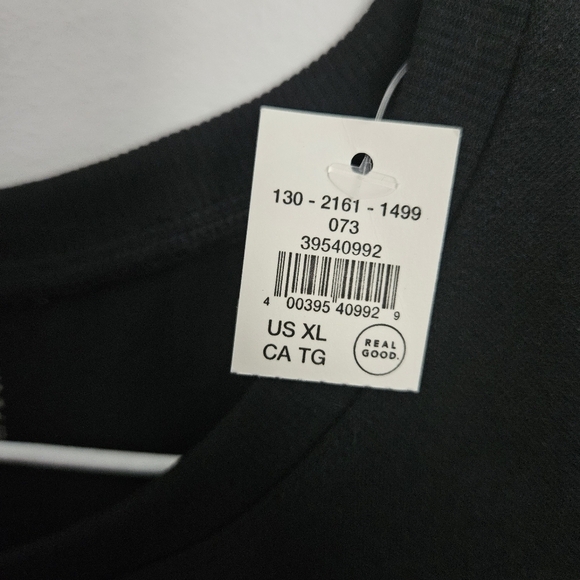 130 - 2161 - 1499
073
39540992
4 00395 40992 9
US XL
CA TG
REAL
GOOD.